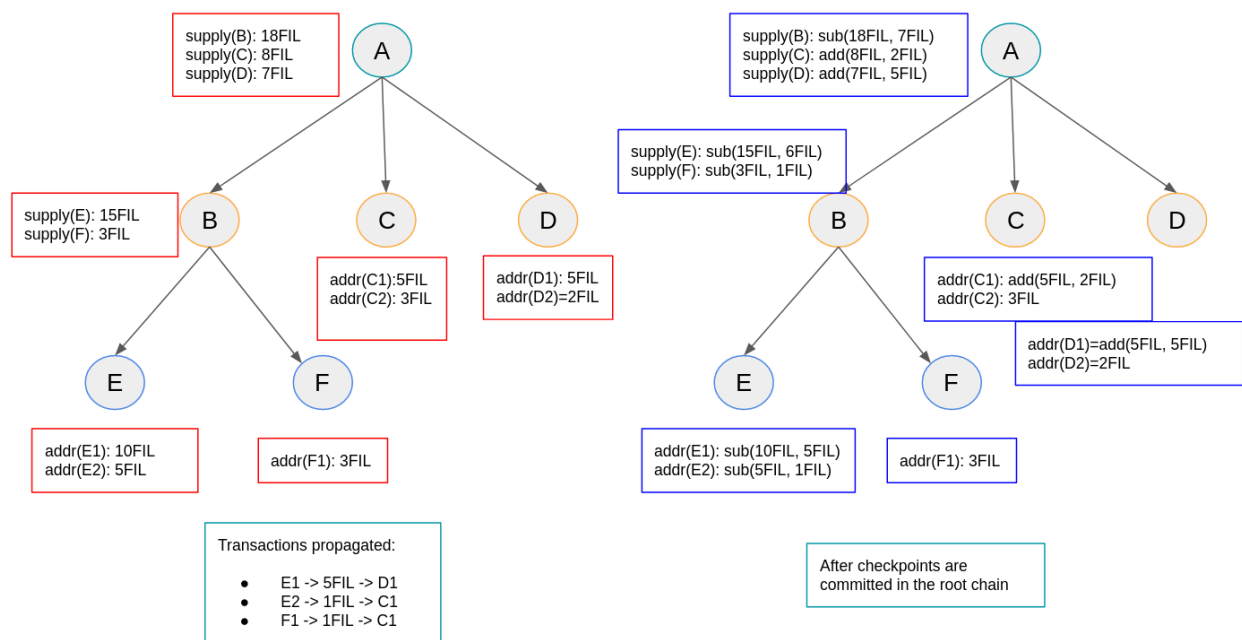 supply(B): 18FIL
supply(C): 8FIL
supply(D): 7FIL
A
supply(E): 15FIL
supply(F): 3FIL
B
C
D
addr(C1):5FIL
addr(C2): 3FIL
addr(D1): 5FIL
addr(D2)=2FIL
E
F
addr(E1): 10FIL
addr(E2): 5FIL
addr(F1): 3FIL
Transactions propagated:
● E1 -> 5FIL -> D1
● E2 -> 1FIL -> C1
● F1 -> 1FIL -> C1
supply(B): sub(18FIL, 7FIL)
supply(C): add(8FIL, 2FIL)
supply(D): add(7FIL, 5FIL)
A
supply(E): sub(15FIL, 6FIL)
supply(F): sub(3FIL, 1FIL)
B
C
D
addr(C1): add(5FIL, 2FIL)
addr(C2): 3FIL
addr(D1)=add(5FIL, 5FIL)
addr(D2)=2FIL
E
F
addr(E1): sub(10FIL, 5FIL)
addr(E2): sub(5FIL, 1FIL)
addr(F1): 3FIL
After checkpoints are
committed in the root chain